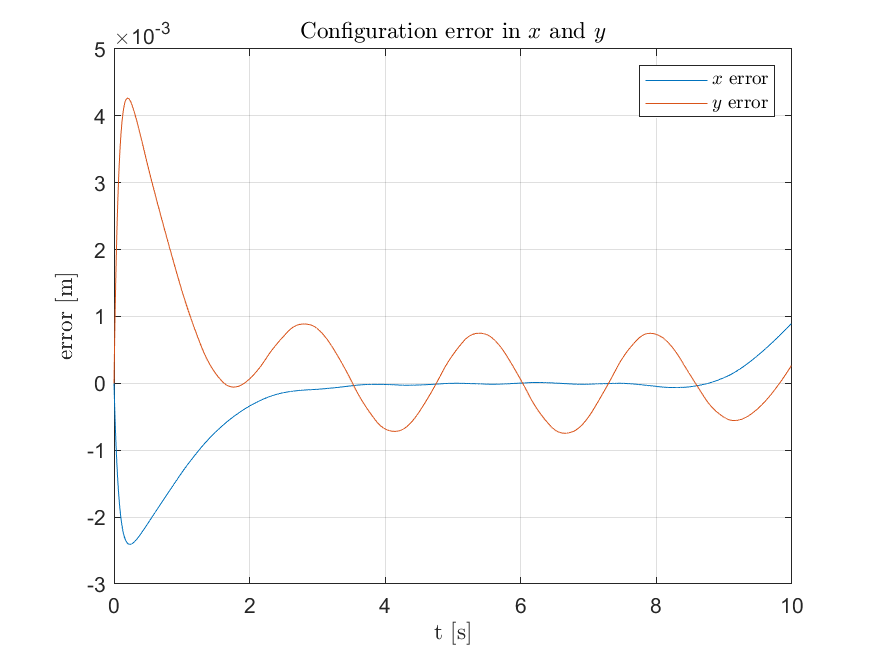 Configuration error in x and y
×10-3
x error
y error
5
4
3
2
1
0
-1
-2
-3
error [m]
0 2 4 6 8 10
t [s]